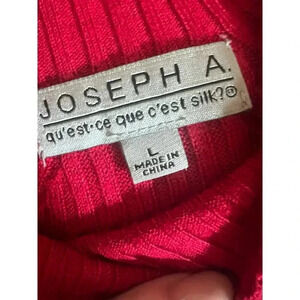 JOSEPH A.
qu'est-ce que c'est silk?®
L
MADE IN
CHINA